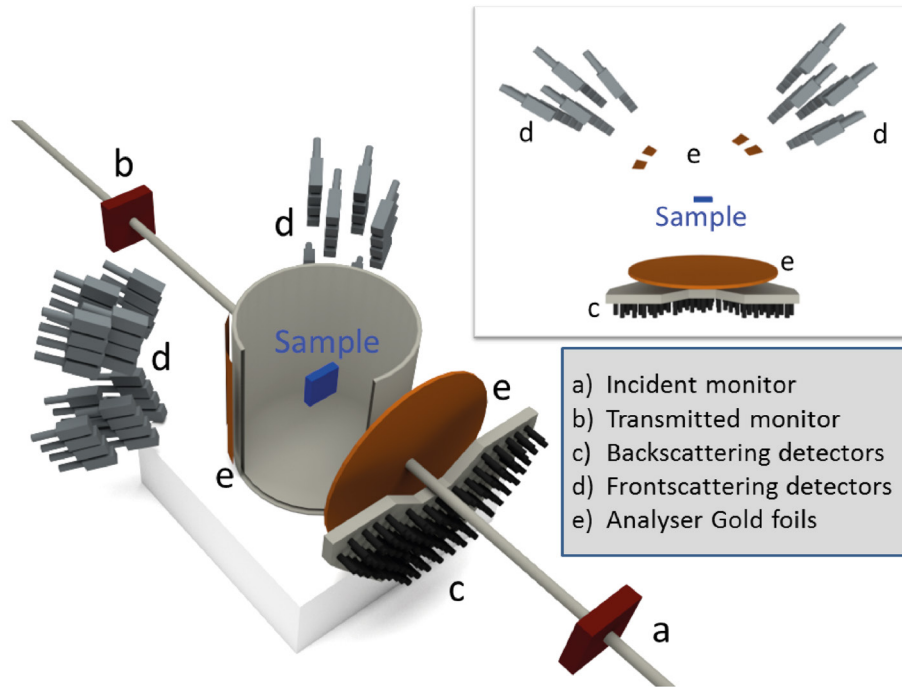 b
d
d
Sample
e
e
c
a
d
e
d
Sample
e
c
a) Incident monitor
b) Transmitted monitor
c) Backscattering detectors
d) Frontscattering detectors
e) Analyser Gold foils